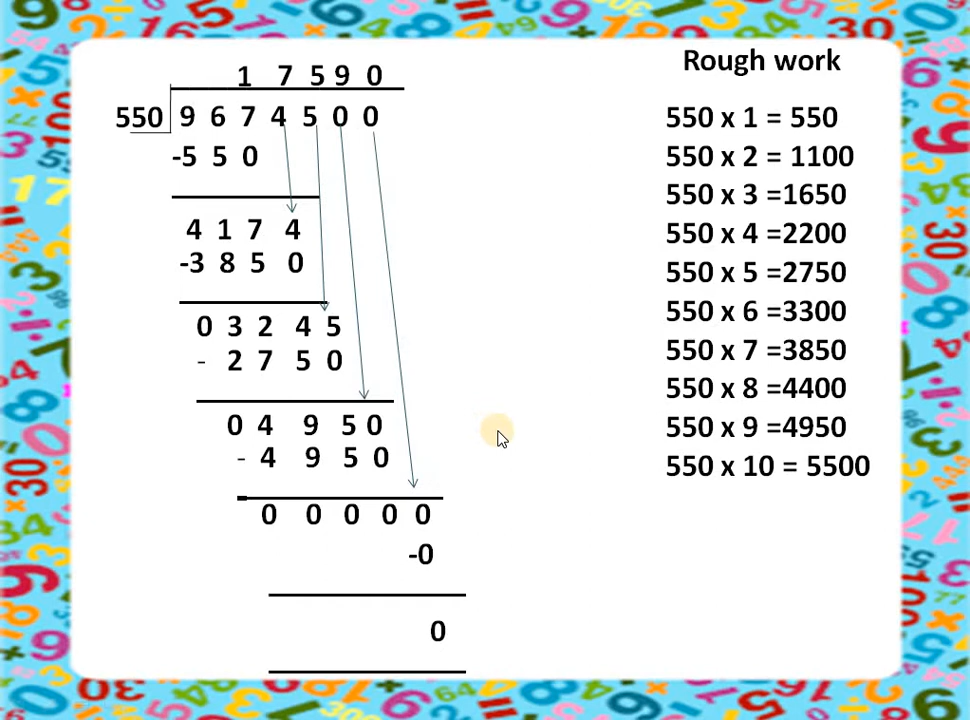 1 7 5 9 0
550 9 6 7 4 5 0 0
-5 5 0
4 1 7 4
-3 8 5 0
0 3 2 4 5
- 2 7 5 0
0 4 9 5 0
- 4 9 5 0
0 0 0 0 0
-0
0
Rough work
550 x 1 = 550
550 x 2 = 1100
550 x 3 =1650
550 x 4 =2200
550 x 5 =2750
550 x 6 =3300
550 x 7 =3850
550 x 8 =4400
550 x 9 =4950
550 x 10 = 5500